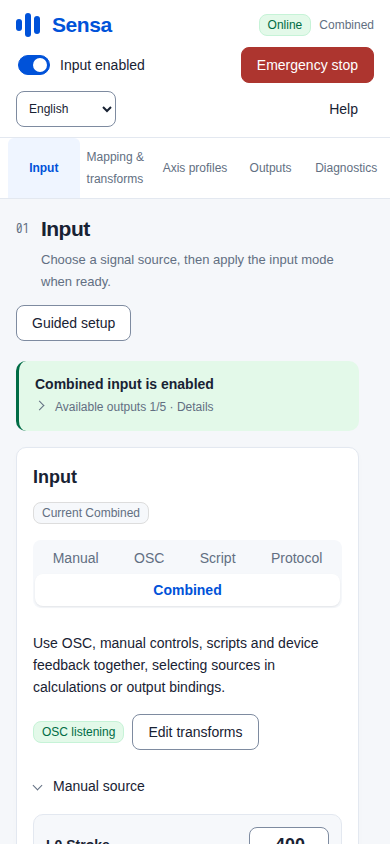 Sensa
Online Combined
Input enabled
Emergency stop
English
Help
Input
Mapping &
transforms
Axis profiles
Outputs
Diagnostics
01 Input
Choose a signal source, then apply the input mode
when ready.
Guided setup
Combined input is enabled
Available outputs 1/5 · Details
Input
Current Combined
Manual OSC Script Protocol
Combined
Use OSC, manual controls, scripts and device
feedback together, selecting sources in
calculations or output bindings.
OSC listening Edit transforms
Manual source
L0 Stroke 400